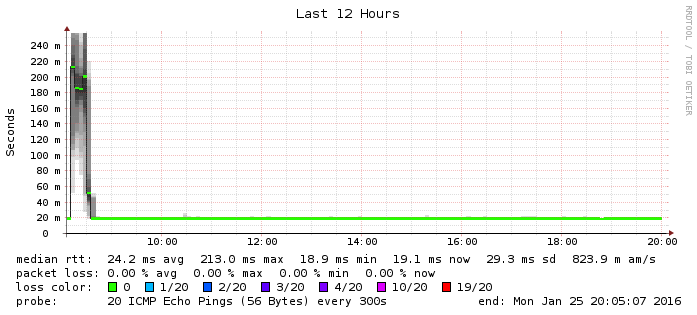 Last 12 Hours
RRDTOOL / TOBI OETIKER
Seconds
240 m
220 m
200 m
180 m
160 m
140 m
120 m
100 m
80 m
60 m
40 m
20 m
0
10:00 12:00 14:00 16:00 18:00 20:00
median rtt: 24.2 ms avg 213.0 ms max 18.9 ms min 19.1 ms now 29.3 ms sd 823.9 m am/s
packet loss: 0.00 % avg 0.00 % max 0.00 % min 0.00 % now
loss color: 0 1/20 2/20 3/20 4/20 10/20 19/20
probe: 20 ICMP Echo Pings (56 Bytes) every 300s end: Mon Jan 25 20:05:07 2016